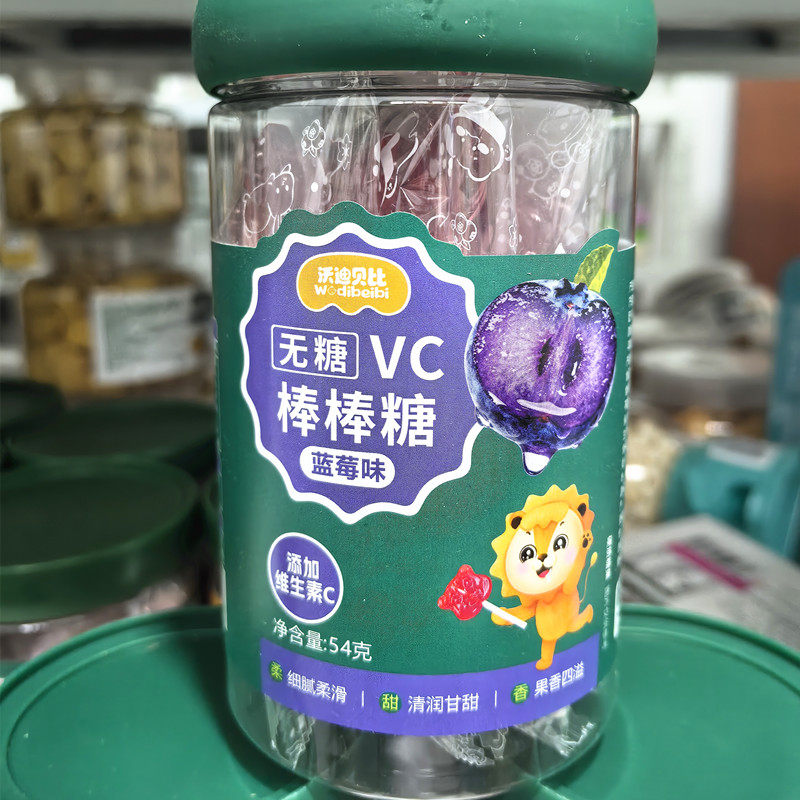 沃迪贝比
Wodibeibi
无糖 VC
棒棒糖
蓝莓味
添加
维生素C
净含量:54克
柔 细腻柔滑 | 甜 清润甘甜 | 香 果香四溢